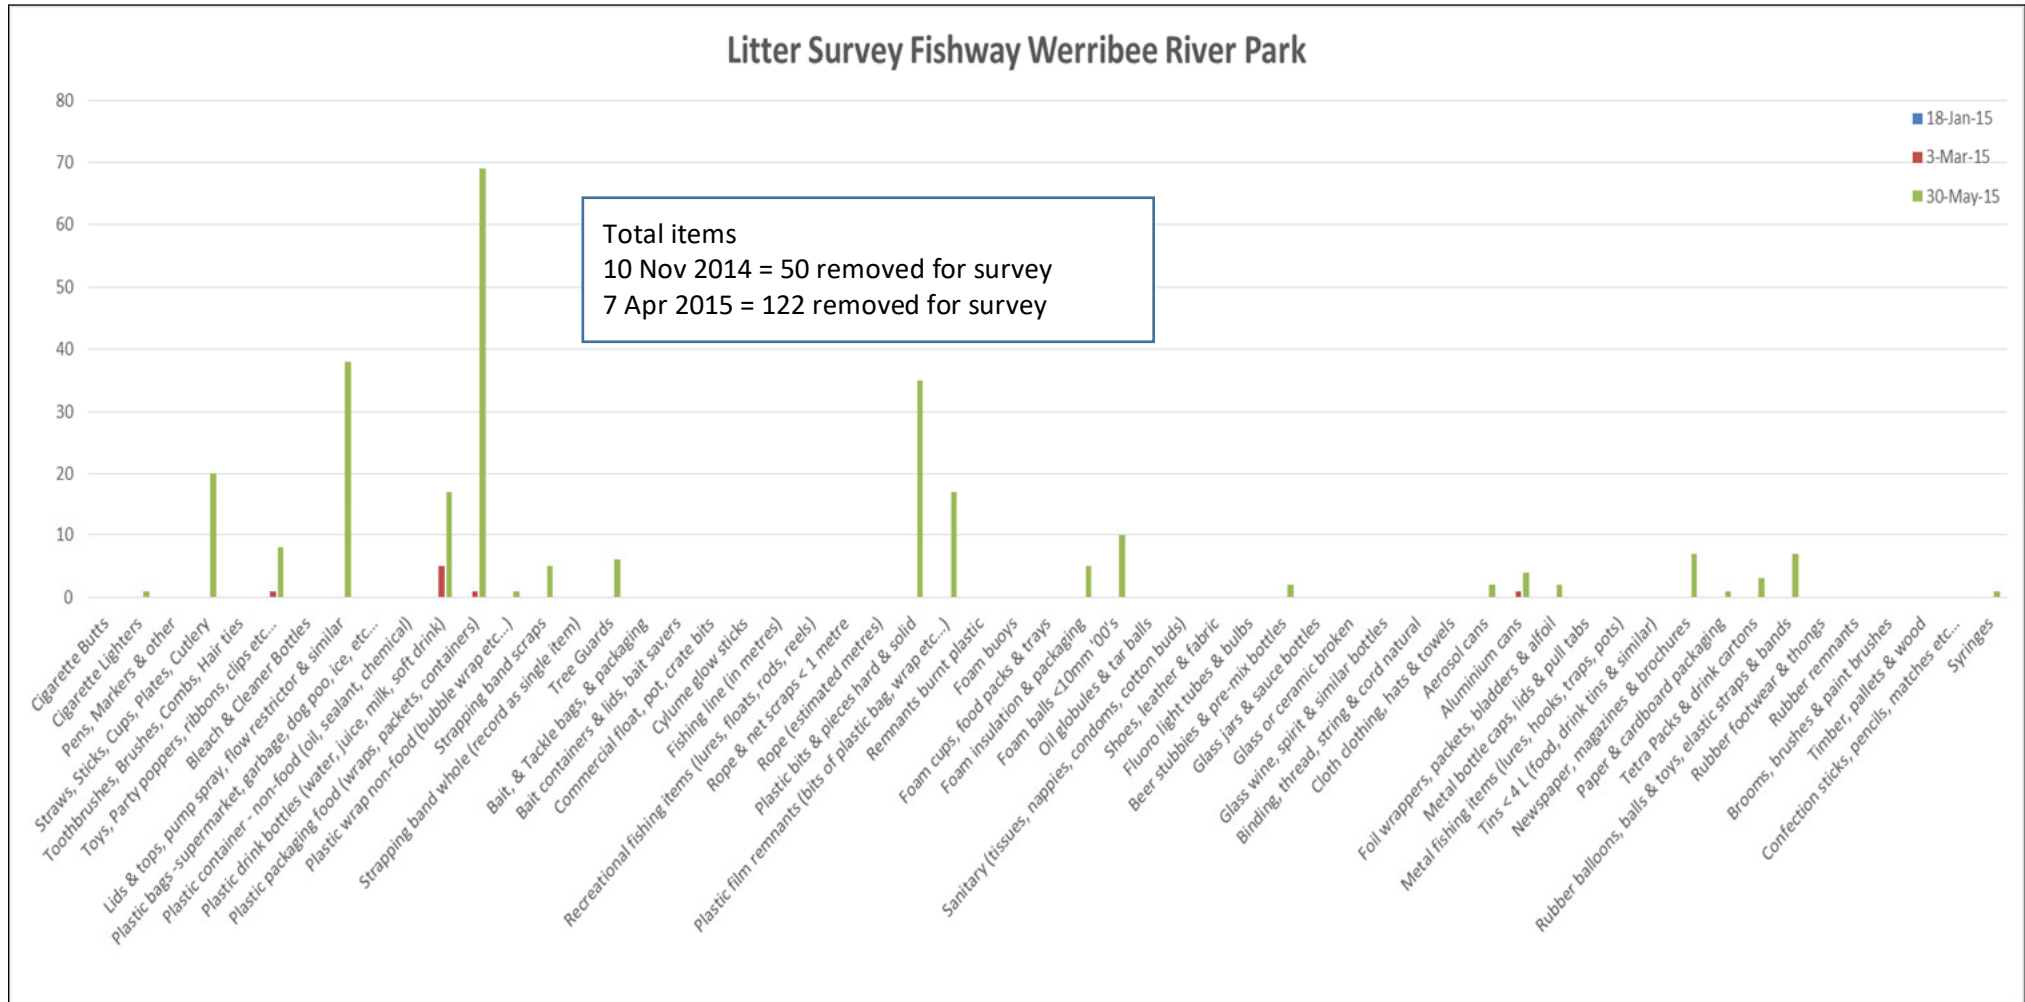 Litter Survey Fishway Werribee River Park
80
70
60
50
40
30
20
10
0
18-Jan-15
3-Mar-15
30-May-15
Total items
10 Nov 2014 = 50 removed for survey
7 Apr 2015 = 122 removed for survey
Cigarette Butts
Cigarette Lighters
Pens, Markers & other
Straws, Sticks, Cups, Plates, Cutlery
Toothbrushes, Brushes, Combs, Hair ties
Toys, Party poppers, ribbons, clips etc...
Bleach & Cleaner Bottles
Lids & tops, pump spray, flow restrictor & similar
Plastic bags -supermarket, garbage, dog poo, ice, etc...
Plastic container - non-food (oil, sealant, chemical)
Plastic drink bottles (water, juice, milk, soft drink)
Plastic packaging food (wraps, packets, containers)
Plastic wrap non-food (bubble wrap etc...)
Strapping band scraps
Strapping band whole (record as single item)
Tree Guards
Bait, & Tackle bags, & packaging
Bait containers & lids, bait savers
Commercial float, pot, crate bits
Cylume glow sticks
Fishing line (in metres)
Recreational fishing items (lures, floats, rods, reels)
Rope & net scraps < 1 metre
Rope (estimated metres)
Plastic bits & pieces hard & solid
Plastic film remnants (bits of plastic bag, wrap etc...)
Remnants burnt plastic
Foam buoys
Foam cups, food packs & trays
Foam insulation & packaging
Foam balls <10mm 100's
Oil globules & tar balls
Sanitary (tissues, nappies, condoms, cotton buds)
Shoes, leather & fabric
Fluoro light tubes & bulbs
Beer stubbies & pre-mix bottles
Glass jars & sauce bottles
Glass or ceramic broken
Glass wine, spirit & similar bottles
Binding, thread, string & cord natural
Cloth clothing, hats & towels
Aerosol cans
Aluminium cans
Foil wrappers, packets, bladders & alfoil
Metal bottle caps, lids & pull tabs
Metal fishing items (lures, hooks, traps, pots)
Tins < 4 L (food, drink tins & similar)
Newspaper, magazines & brochures
Paper & cardboard packaging
Tetra Packs & drink cartons
Rubber balloons, balls & toys, elastic straps & bands
Rubber footwear & thongs
Rubber remnants
Brooms, brushes & paint brushes
Timber, pallets & wood
Confection sticks, pencils, matches etc...
Syringes